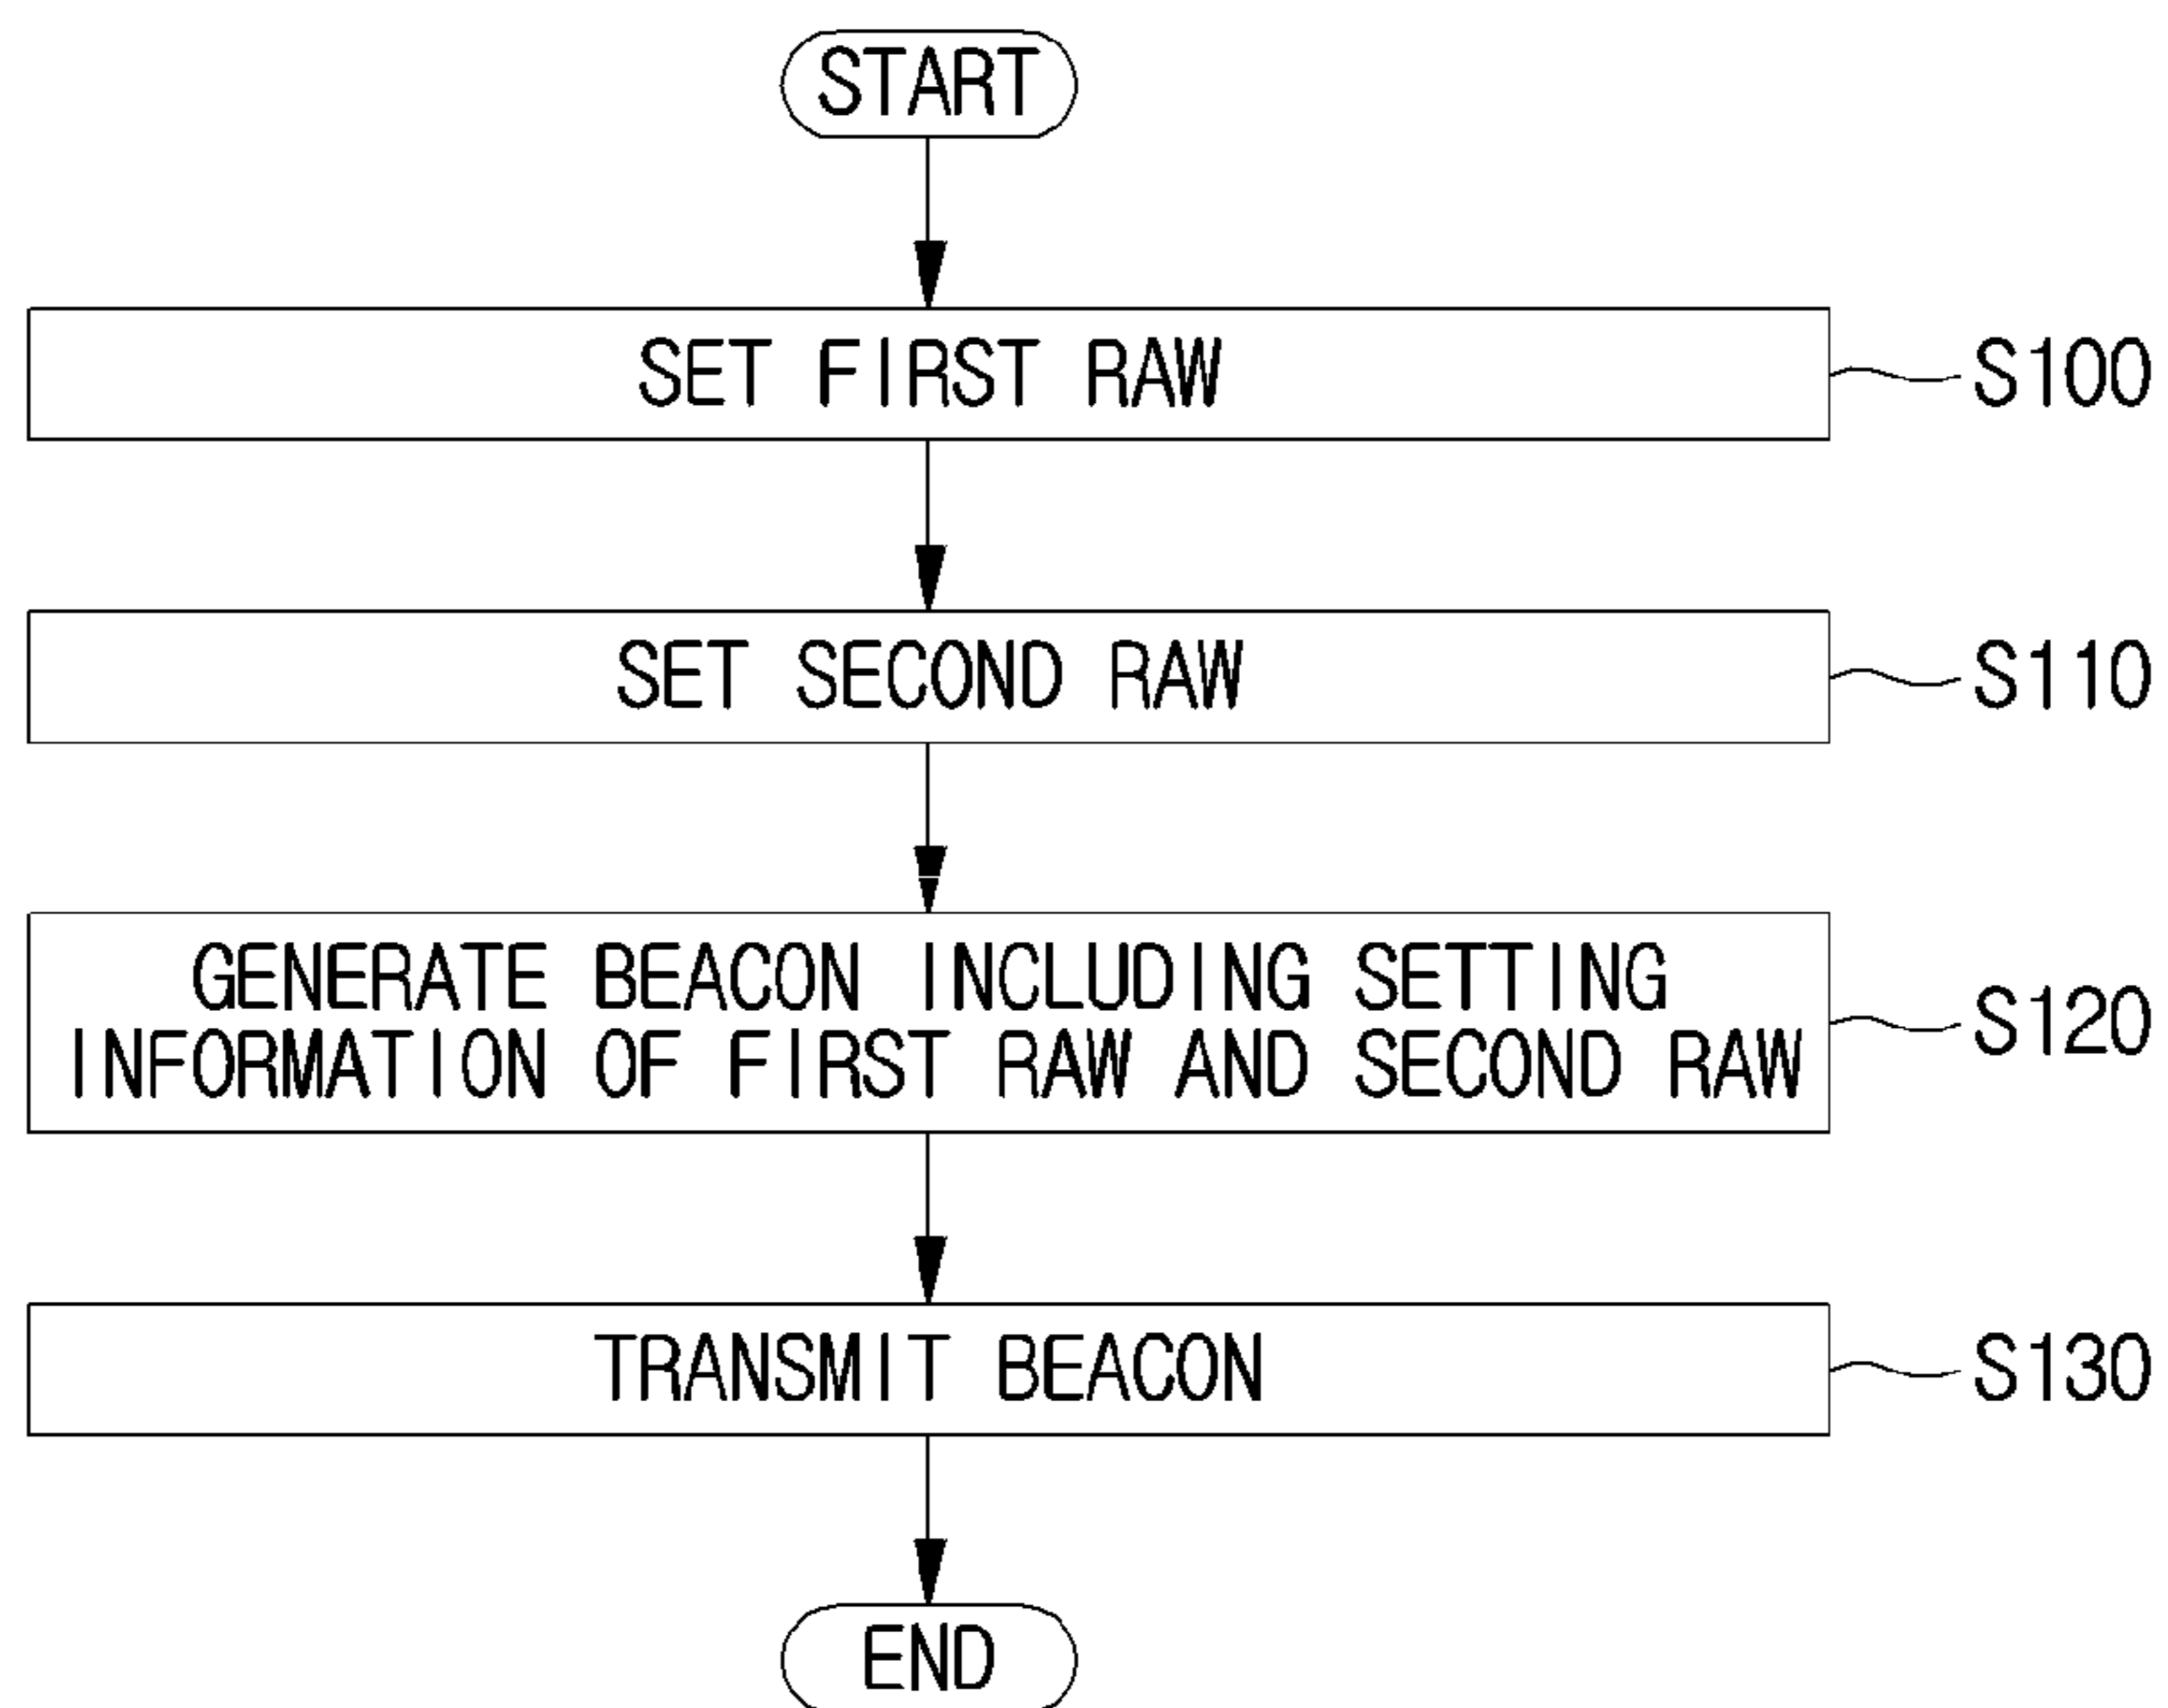 START
SET FIRST RAW
S100
SET SECOND RAW
S110
GENERATE BEACON INCLUDING SETTING
INFORMATION OF FIRST RAW AND SECOND RAW
S120
TRANSMIT BEACON
S130
END